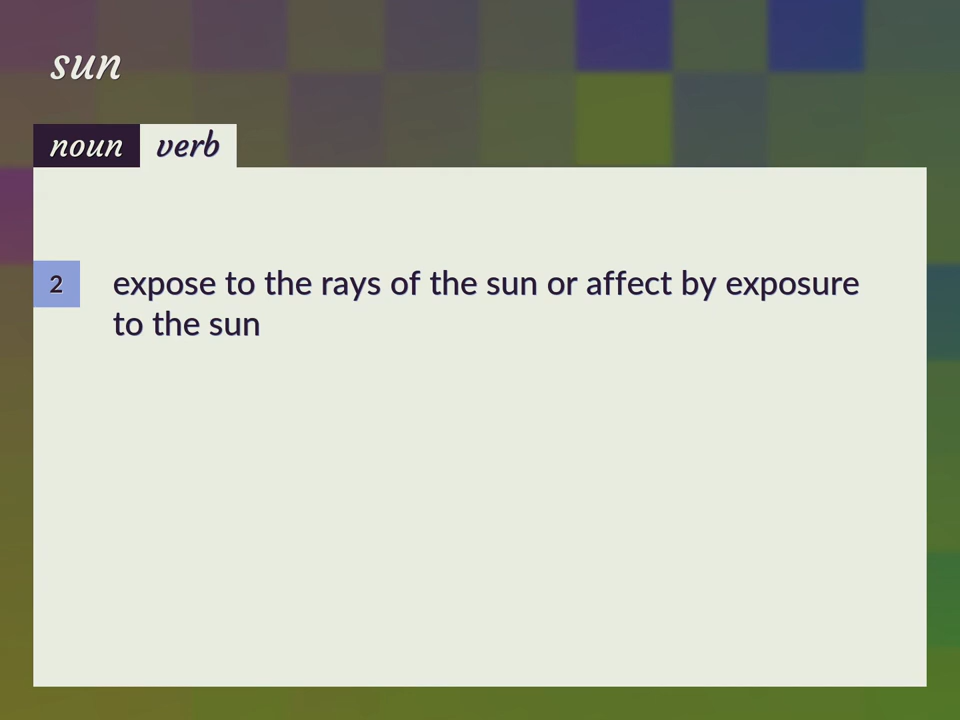 sun
noun verb
2 expose to the rays of the sun or affect by exposure
to the sun